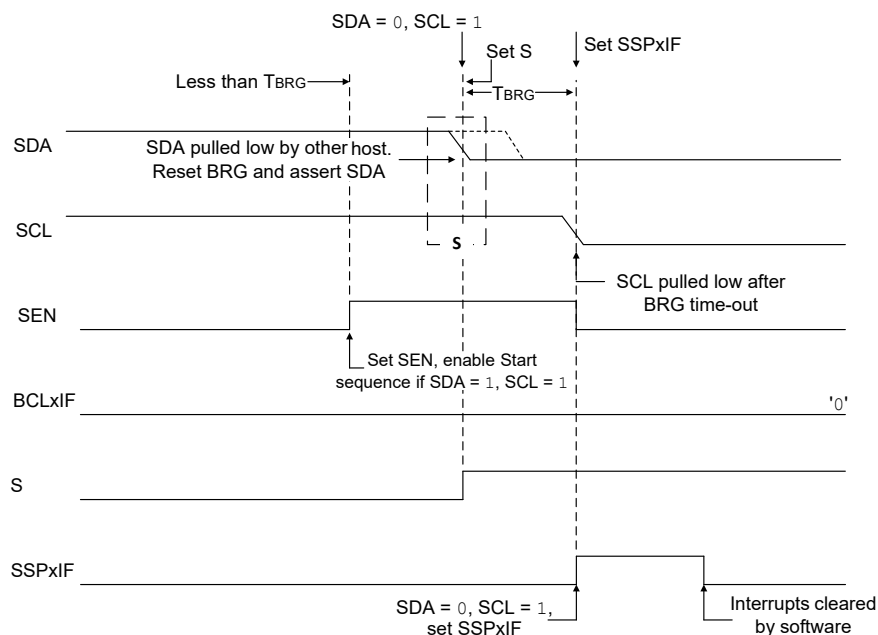 SDA = 0, SCL = 1
Set S
Set SSPxIF
Less than TBRG
TBRG
SDA
SDA pulled low by other host.
Reset BRG and assert SDA
SCL
S
SCL pulled low after
BRG time-out
SEN
Set SEN, enable Start
sequence if SDA = 1, SCL = 1
BCLxIF
'0'
S
SSPxIF
SDA = 0, SCL = 1,
set SSPxIF
Interrupts cleared
by software